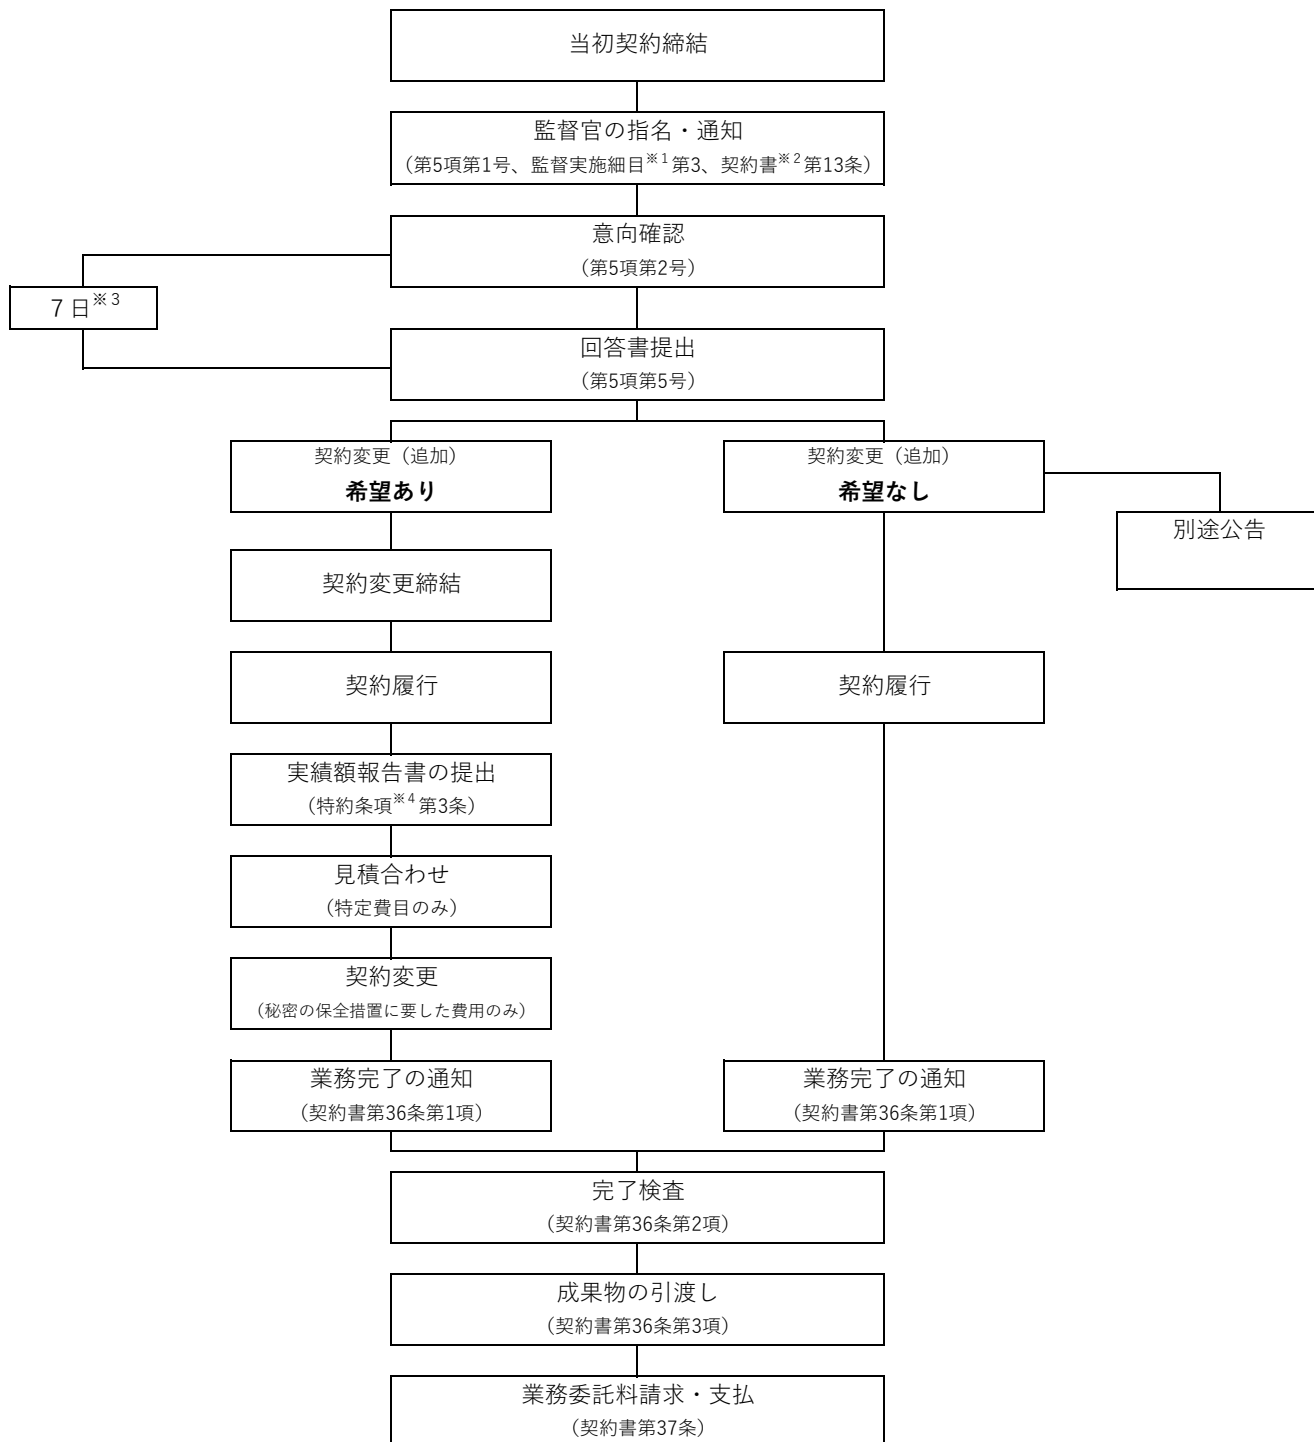 当初契約締結
監督官の指名・通知
（第5項第1号、監督実施細目※1第3、契約書※2第13条）
意向確認
（第5項第2号）
7日※3
回答書提出
（第5項第5号）
契約変更（追加）
希望あり
契約変更（追加）
希望なし
別途公告
契約変更締結
契約履行
契約履行
実績額報告書の提出
（特約条項※4第3条）
見積合わせ
（特定費目のみ）
契約変更
（秘密の保全措置に要した費用のみ）
業務完了の通知
（契約書第36条第1項）
業務完了の通知
（契約書第36条第1項）
完了検査
（契約書第36条第2項）
成果物の引渡し
（契約書第36条第3項）
業務委託料請求・支払
（契約書第37条）